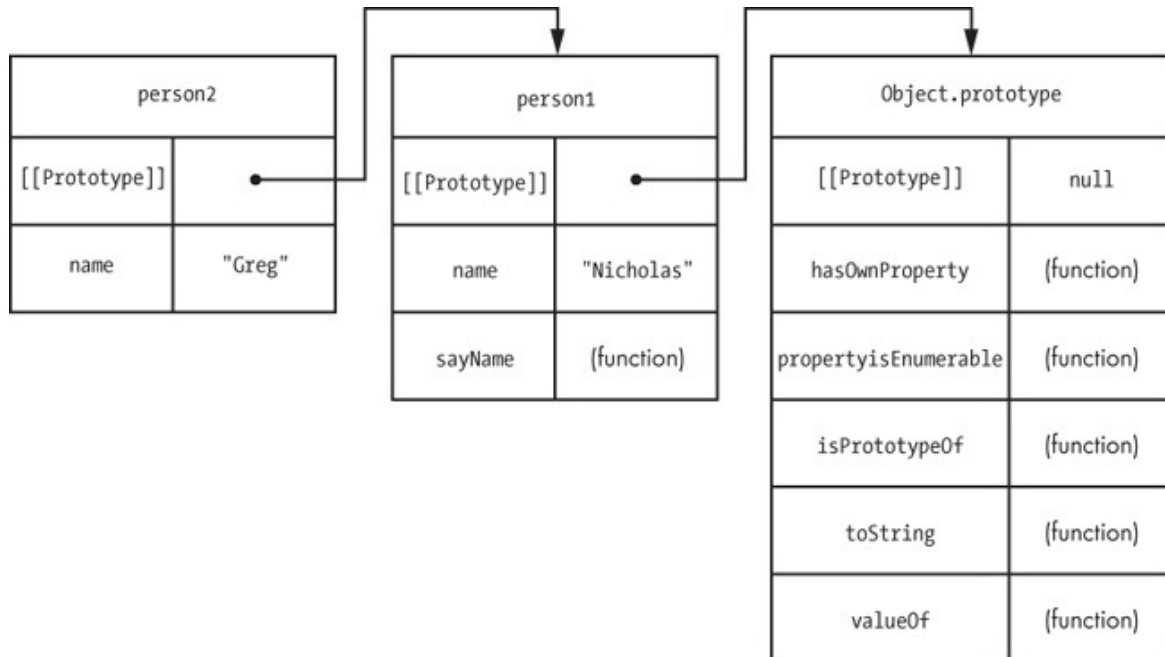 person2
[[Prototype]]
name "Greg"
person1
[[Prototype]]
name "Nicholas"
sayName (function)
Object.prototype
[[Prototype]] null
hasOwnProperty (function)
propertyisEnumerable (function)
isPrototypeOf (function)
toString (function)
valueOf (function)